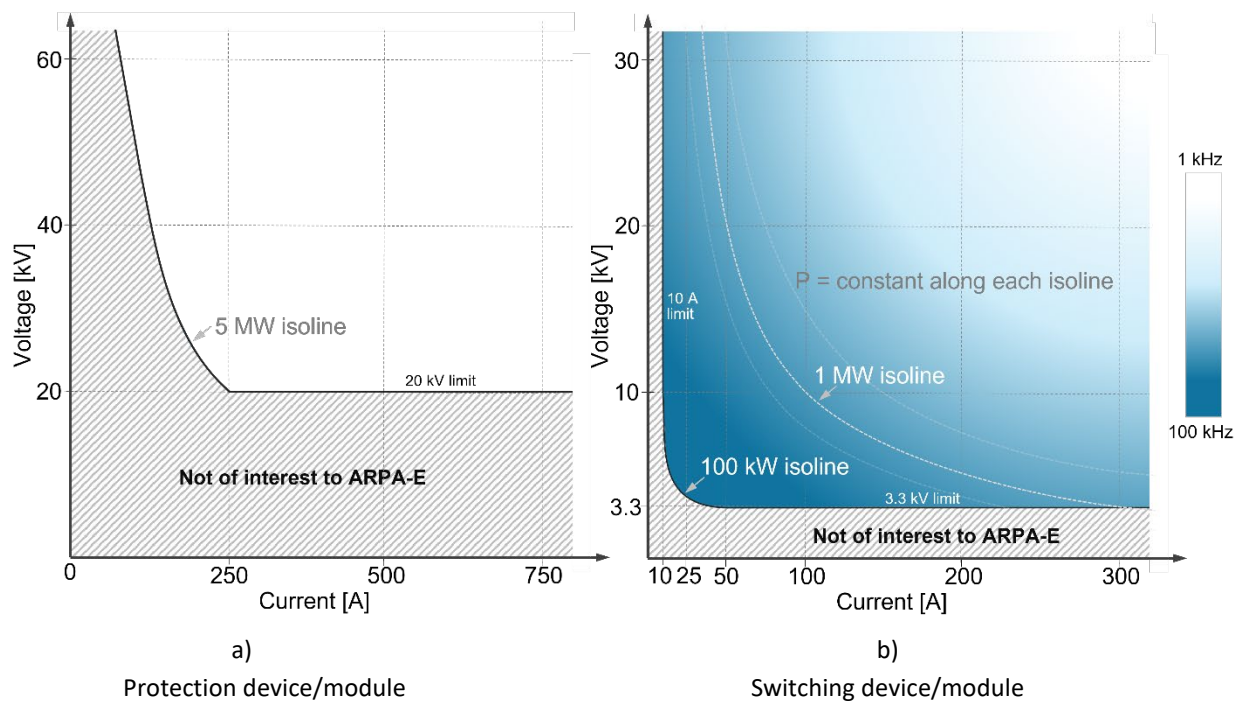 60
40
20
0
250
500
750
Voltage [kV]
Current [A]
5 MW isoline
20 kV limit
Not of interest to ARPA-E
a)
Protection device/module
30
20
10
3.3
10
25
50
100
200
300
Voltage [kV]
Current [A]
10 A
limit
P = constant along each isoline
1 MW isoline
100 kW isoline
3.3 kV limit
Not of interest to ARPA-E
1 kHz
100 kHz
b)
Switching device/module